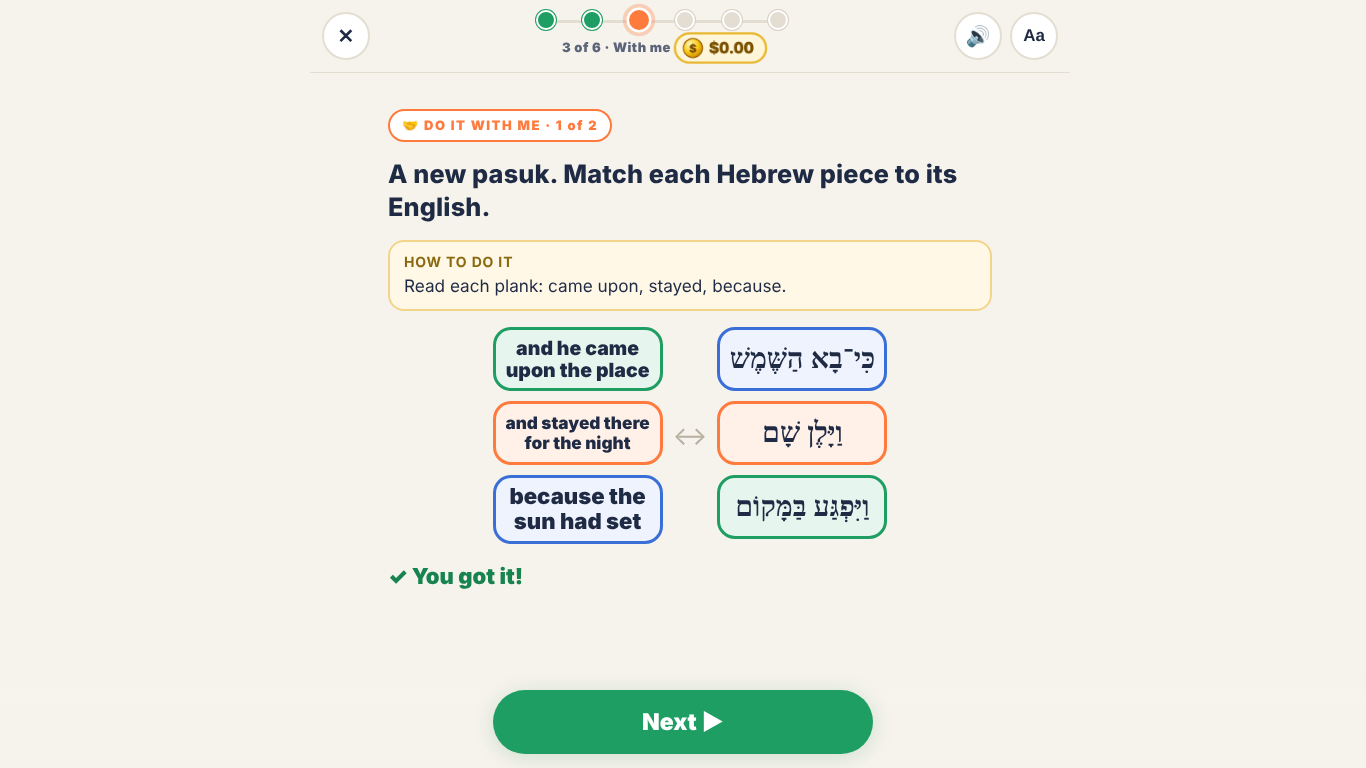 ✕
3 of 6 · With me
$ $0.00
🔊
Aa
🤝 DO IT WITH ME · 1 of 2
A new pasuk. Match each Hebrew piece to its
English.
HOW TO DO IT
Read each plank: came upon, stayed, because.
and he came
upon the place
כִּי־בָא הַשֶּׁמֶשׁ
and stayed there
for the night
↔
וַיָּלֶן שָׁם
because the
sun had set
וַיִּפְגַּע בַּמָּקוֹם
✓ You got it!
Next ▶